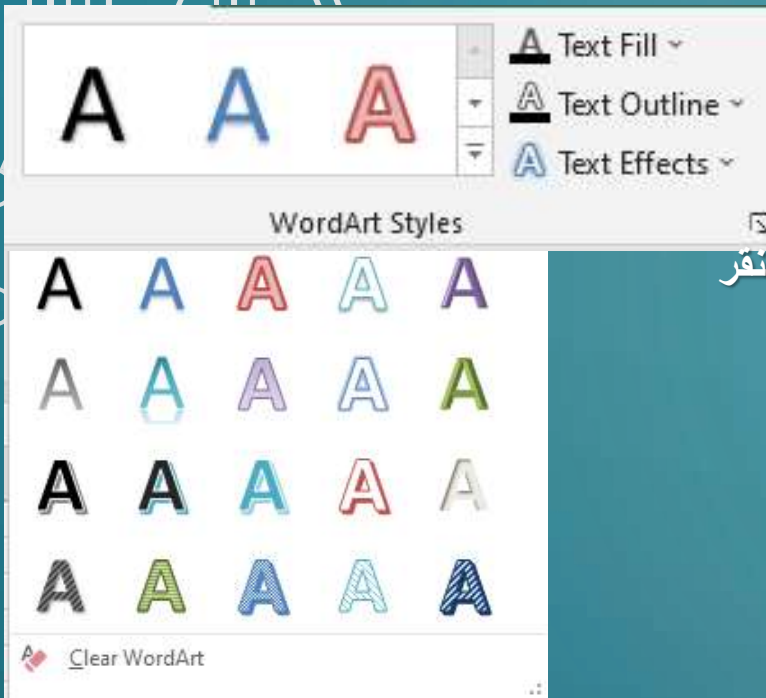 A A A Text Fill
Text Outline
Text Effects
WordArt Styles
نقر
A A A A A
A A A A A
A A A A A
A A A A A
Clear WordArt